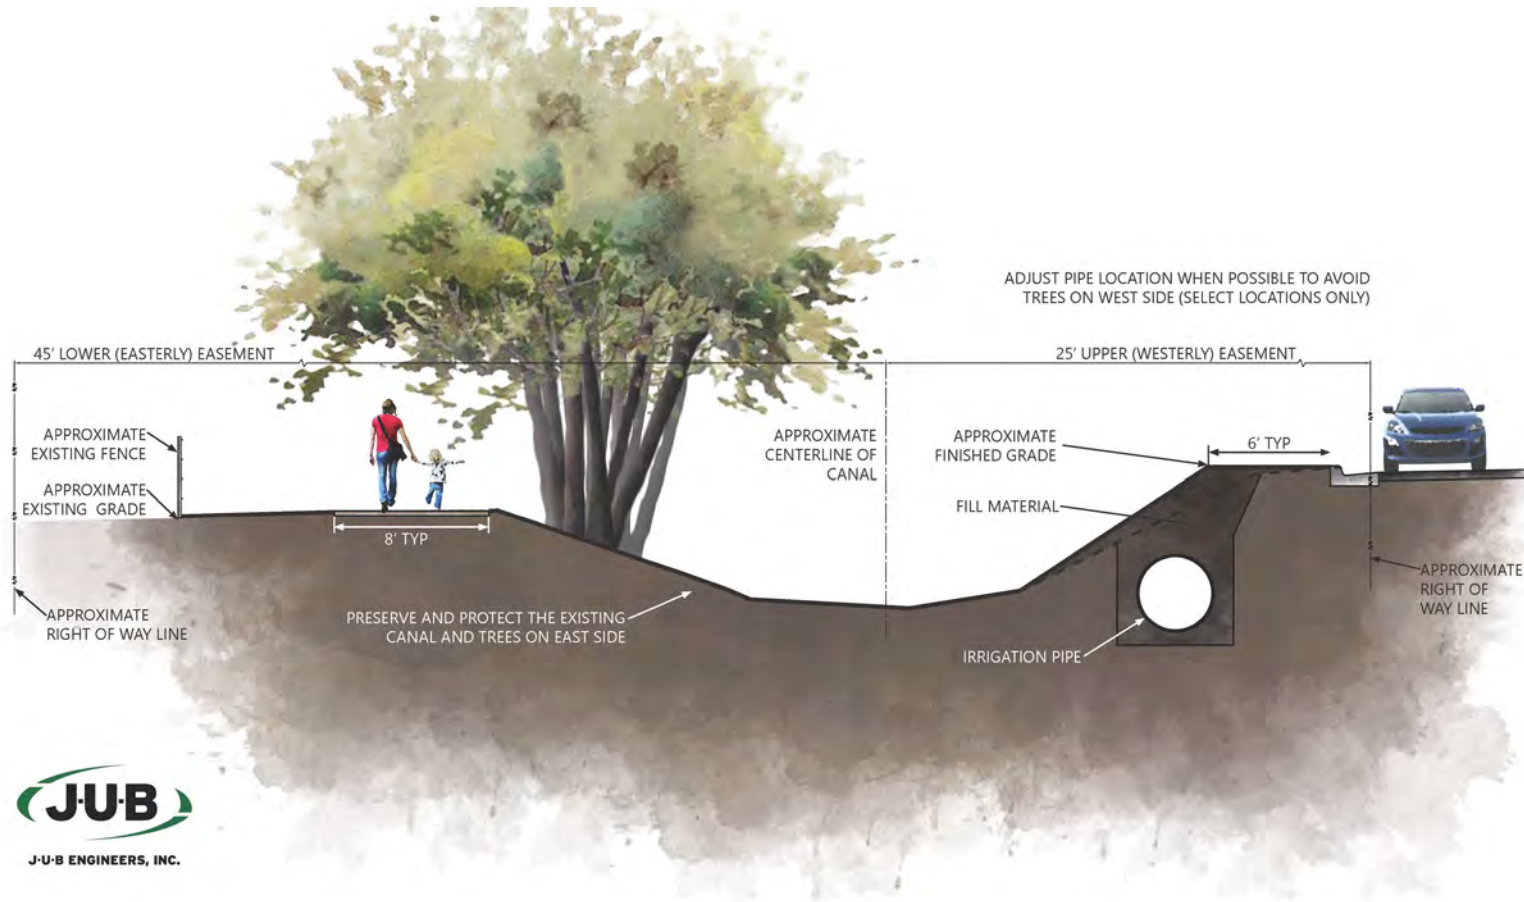 ADJUST PIPE LOCATION WHEN POSSIBLE TO AVOID
TREES ON WEST SIDE (SELECT LOCATIONS ONLY)
45' LOWER (EASTERLY) EASEMENT
25' UPPER (WESTERLY) EASEMENT
APPROXIMATE
EXISTING FENCE
APPROXIMATE
EXISTING GRADE
8' TYP
APPROXIMATE
CENTERLINE OF
CANAL
APPROXIMATE
FINISHED GRADE
6' TYP
FILL MATERIAL
APPROXIMATE
RIGHT OF WAY LINE
PRESERVE AND PROTECT THE EXISTING
CANAL AND TREES ON EAST SIDE
IRRIGATION PIPE
APPROXIMATE
RIGHT OF
WAY LINE
J·U·B
J·U·B ENGINEERS, INC.